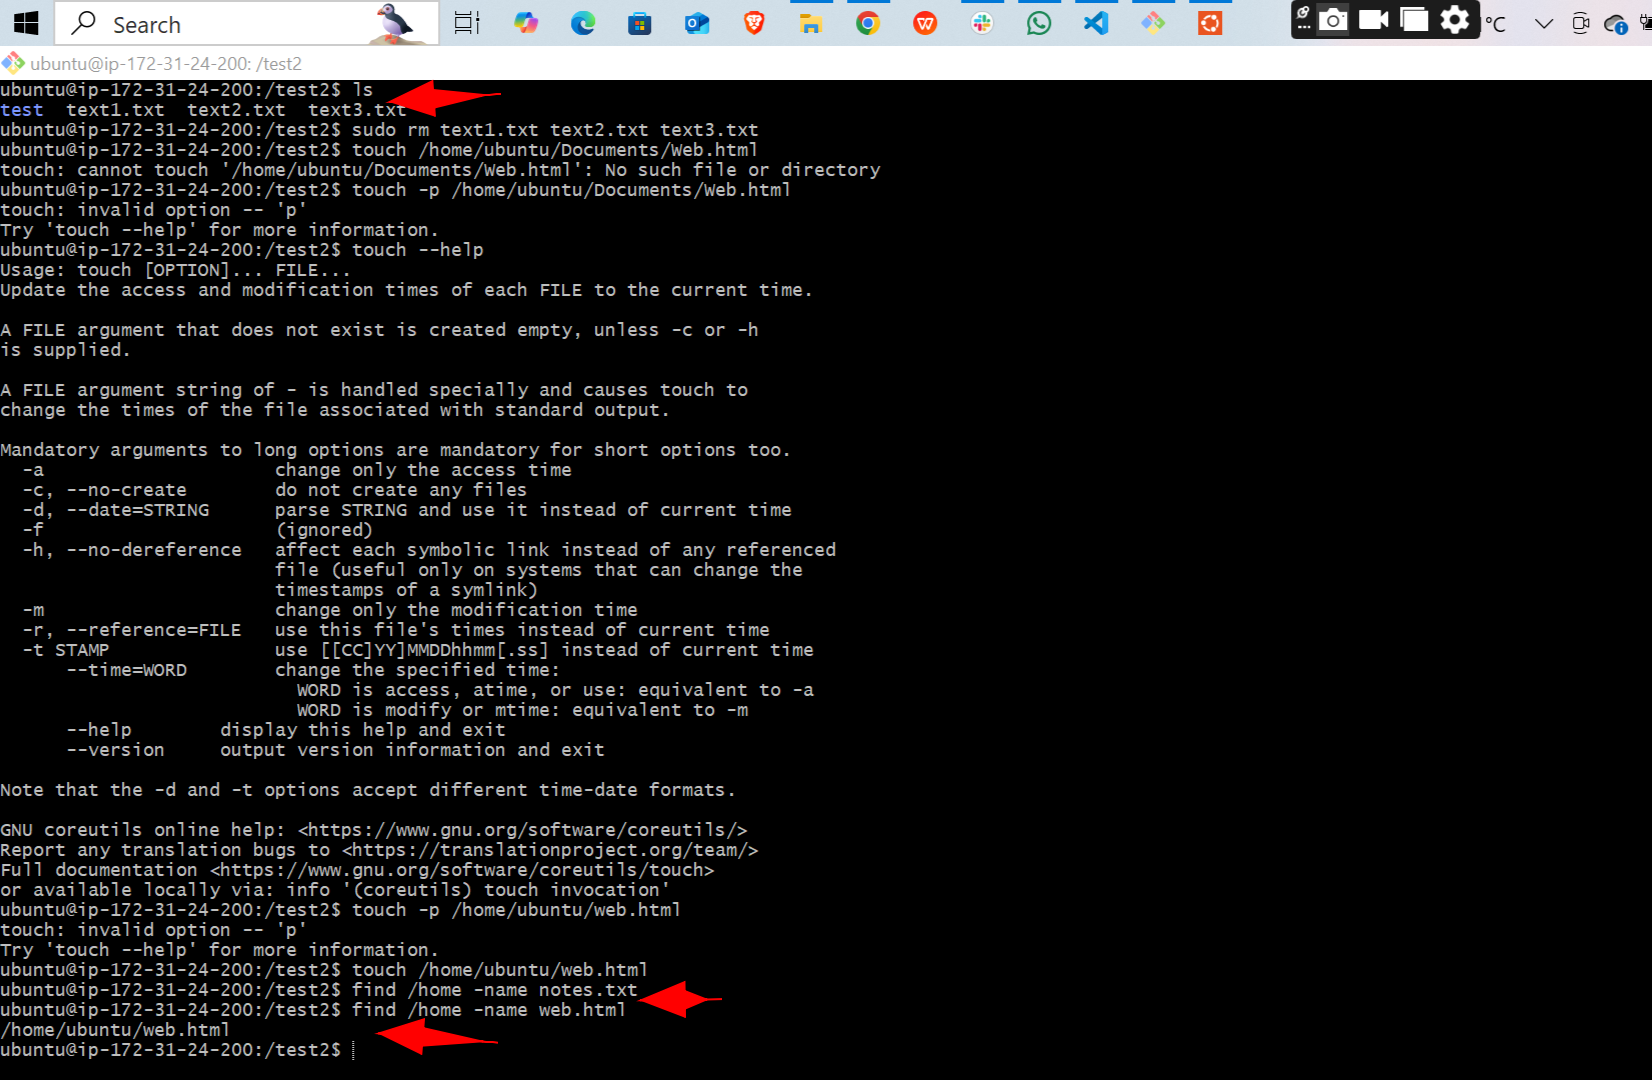 Search
°C
ubuntu@ip-172-31-24-200: /test2
ubuntu@ip-172-31-24-200:/test2$ ls
test  text1.txt  text2.txt  text3.txt
ubuntu@ip-172-31-24-200:/test2$ sudo rm text1.txt text2.txt text3.txt
ubuntu@ip-172-31-24-200:/test2$ touch /home/ubuntu/Documents/Web.html
touch: cannot touch '/home/ubuntu/Documents/Web.html': No such file or directory
ubuntu@ip-172-31-24-200:/test2$ touch -p /home/ubuntu/Documents/Web.html
touch: invalid option -- 'p'
Try 'touch --help' for more information.
ubuntu@ip-172-31-24-200:/test2$ touch --help
Usage: touch [OPTION]... FILE...
Update the access and modification times of each FILE to the current time.

A FILE argument that does not exist is created empty, unless -c or -h
is supplied.

A FILE argument string of - is handled specially and causes touch to
change the times of the file associated with standard output.

Mandatory arguments to long options are mandatory for short options too.
  -a                     change only the access time
  -c, --no-create        do not create any files
  -d, --date=STRING      parse STRING and use it instead of current time
  -f                     (ignored)
  -h, --no-dereference   affect each symbolic link instead of any referenced
                         file (useful only on systems that can change the
                         timestamps of a symlink)
  -m                     change only the modification time
  -r, --reference=FILE   use this file's times instead of current time
  -t STAMP               use [[CC]YY]MMDDhhmm[.ss] instead of current time
      --time=WORD        change the specified time:
                           WORD is access, atime, or use: equivalent to -a
                           WORD is modify or mtime: equivalent to -m
      --help        display this help and exit
      --version     output version information and exit

Note that the -d and -t options accept different time-date formats.

GNU coreutils online help: <https://www.gnu.org/software/coreutils/>
Report any translation bugs to <https://translationproject.org/team/>
Full documentation <https://www.gnu.org/software/coreutils/touch>
or available locally via: info '(coreutils) touch invocation'
ubuntu@ip-172-31-24-200:/test2$ touch -p /home/ubuntu/web.html
touch: invalid option -- 'p'
Try 'touch --help' for more information.
ubuntu@ip-172-31-24-200:/test2$ touch /home/ubuntu/web.html
ubuntu@ip-172-31-24-200:/test2$ find /home -name notes.txt
ubuntu@ip-172-31-24-200:/test2$ find /home -name web.html
/home/ubuntu/web.html
ubuntu@ip-172-31-24-200:/test2$